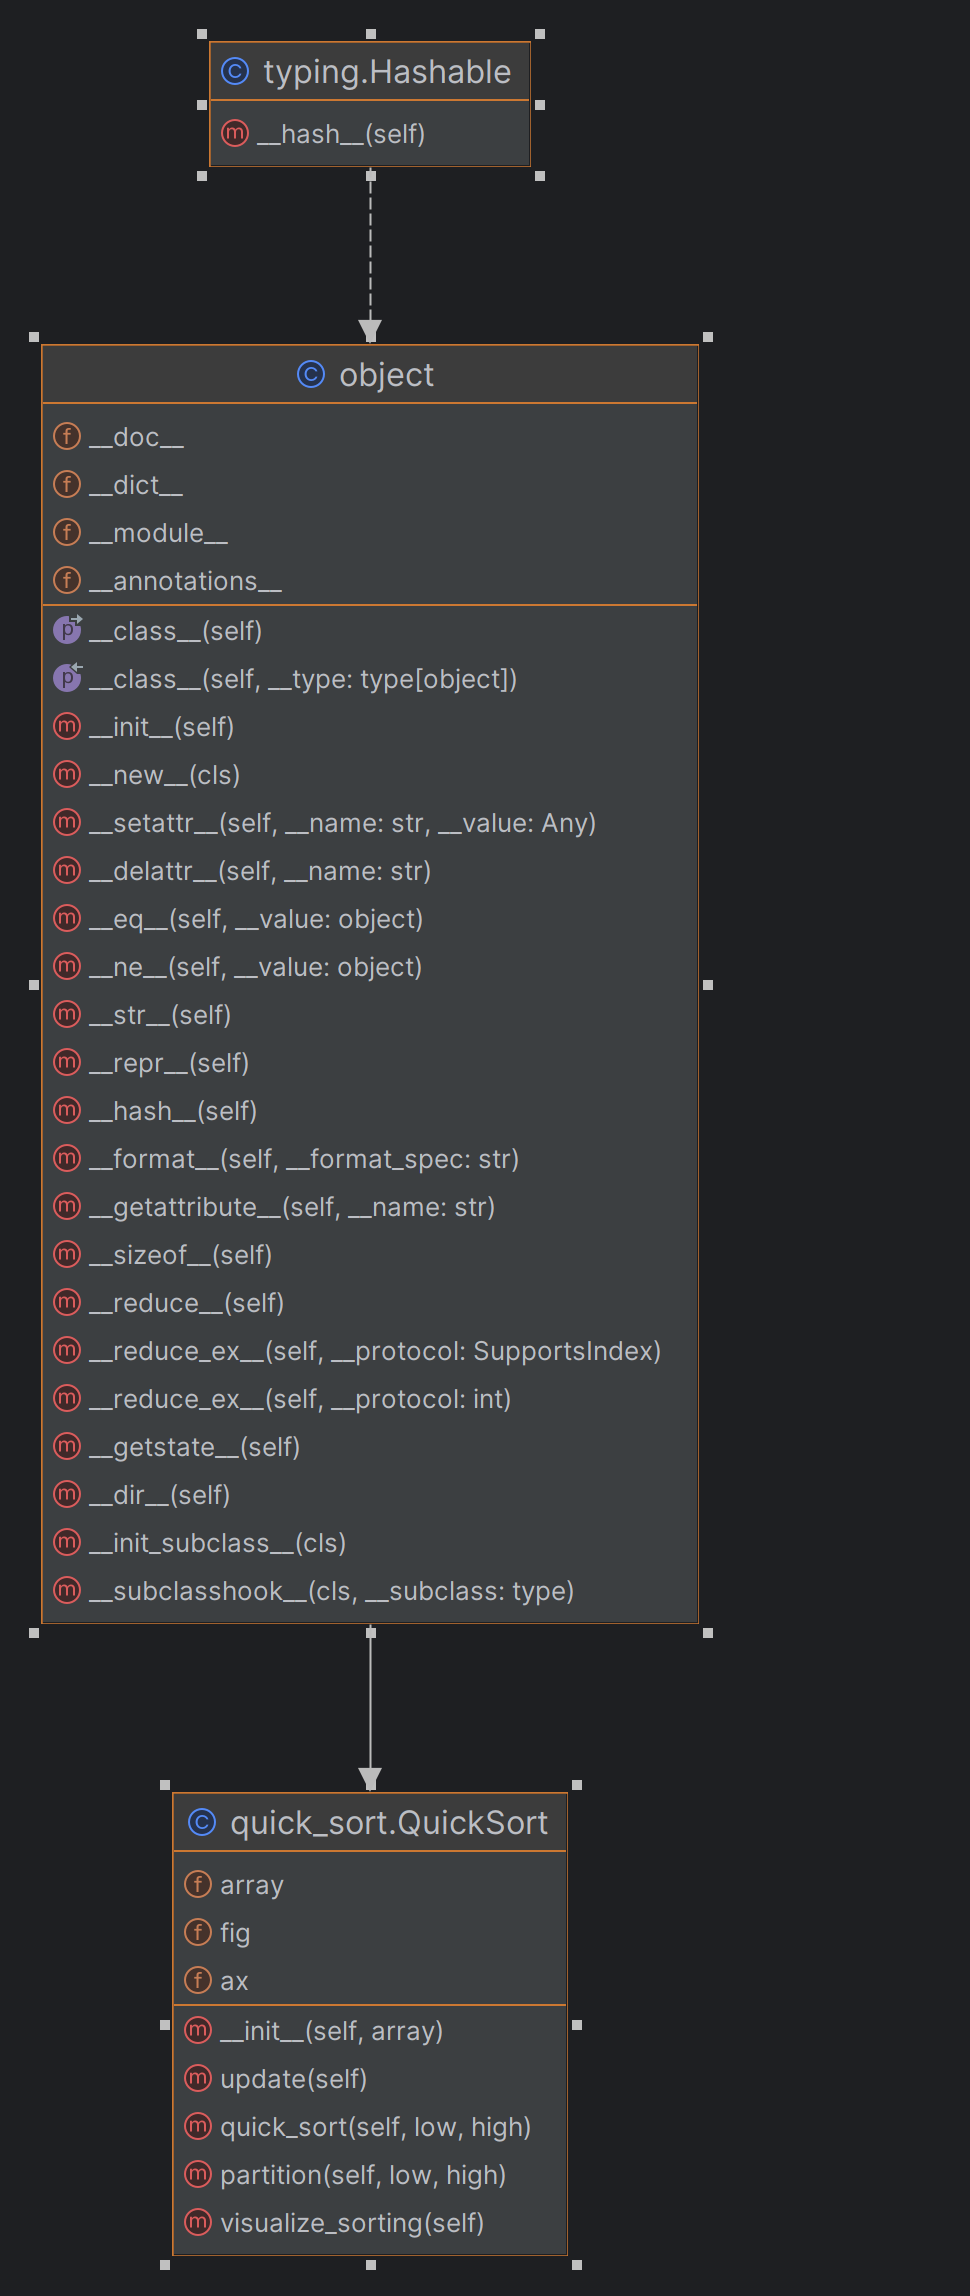 typing.Hashable
__hash__(self)
object
__doc__
__dict__
__module__
__annotations__
__class__(self)
__class__(self, __type: type[object])
__init__(self)
__new__(cls)
__setattr__(self, __name: str, __value: Any)
__delattr__(self, __name: str)
__eq__(self, __value: object)
__ne__(self, __value: object)
__str__(self)
__repr__(self)
__hash__(self)
__format__(self, __format_spec: str)
__getattribute__(self, __name: str)
__sizeof__(self)
__reduce__(self)
__reduce_ex__(self, __protocol: SupportsIndex)
__reduce_ex__(self, __protocol: int)
__getstate__(self)
__dir__(self)
__init_subclass__(cls)
__subclasshook__(cls, __subclass: type)
quick_sort.QuickSort
array
fig
ax
__init__(self, array)
update(self)
quick_sort(self, low, high)
partition(self, low, high)
visualize_sorting(self)